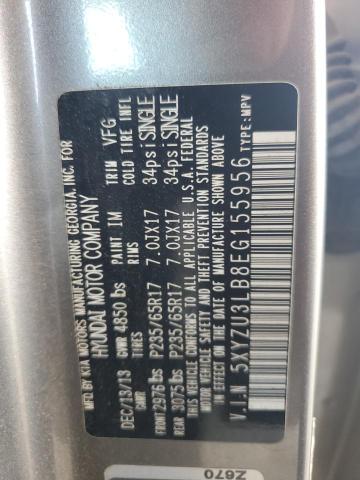 MFD BY KIA MOTORS MANUFACTURING GEORGIA, INC. FOR
HYUNDAI MOTOR COMPANY
DEC/13/13 PAINT IM TRIM VFG
GVWR 4850 lbs
GAWR TIRES RIMS COLD TIRE INFL
FRONT 2976 lbs P235/65R17 7.0JX17 34psi SINGLE
REAR 3075 lbs P235/65R17 7.0JX17 34psi SINGLE
THIS VEHICLE CONFORMS TO ALL APPLICABLE U.S.A. FEDERAL
MOTOR VEHICLE SAFETY STANDARDS IN EFFECT ON THE DATE OF
MANUFACTURE SHOWN ABOVE.
V.I.N 5XYZU3LB8EG155956 TYPE:MPV
Z670